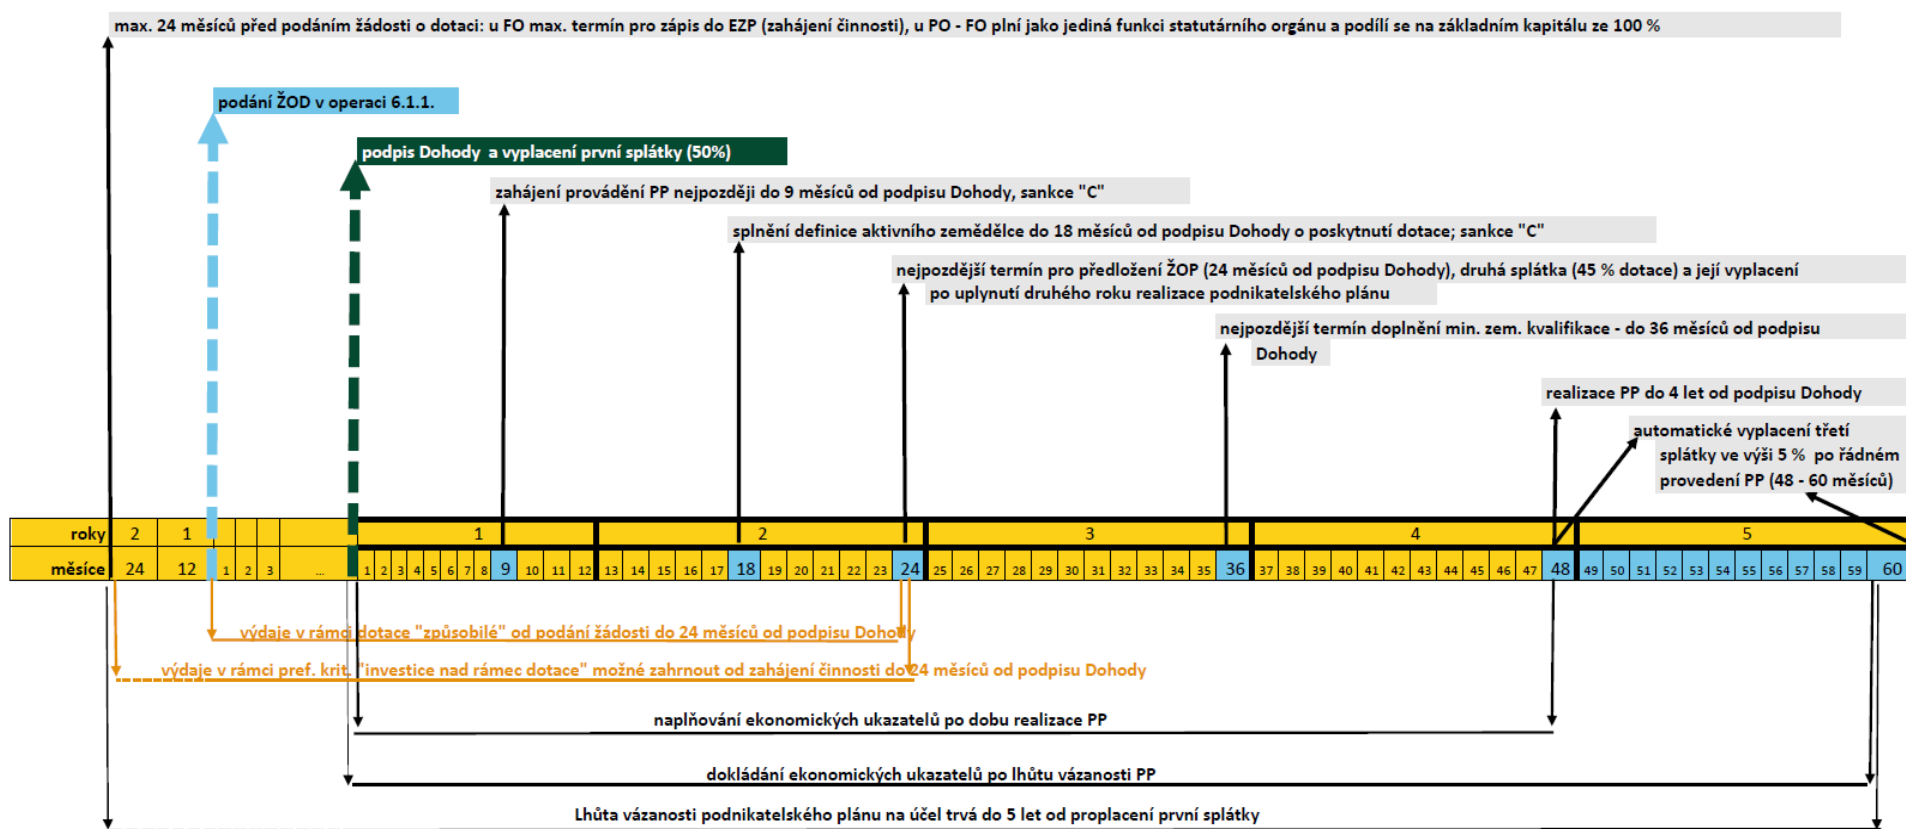 max. 24 měsíců před podáním žádosti o dotaci: u FO max. termín pro zápis do EZP (zahájení činnosti), u PO - FO plní jako jediná funkci statutárního orgánu a podílí se na základním kapitálu ze 100 %
podání ŽOD v operaci 6.1.1.
podpis Dohody a vyplacení první splátky (50%)
zahájení provádění PP nejpozději do 9 měsíců od podpisu Dohody, sankce "C"
splnění definice aktivního zemědělce do 18 měsíců od podpisu Dohody o poskytnutí dotace; sankce "C"
nejpozdější termín pro předložení ŽOP (24 měsíců od podpisu Dohody), druhá splátka (45 % dotace) a její vyplacení
po uplynutí druhého roku realizace podnikatelského plánu
nejpozdější termín doplnění min. zem. kvalifikace - do 36 měsíců od podpisu
Dohody
realizace PP do 4 let od podpisu Dohody
automatické vyplacení třetí
splátky ve výši 5 % po řádném
provedení PP (48 - 60 měsíců)
roky 2 1 1 2 3 4 5
měsíce 24 12 1 2 3 ... 1 2 3 4 5 6 7 8 9 10 11 12 13 14 15 16 17 18 19 20 21 22 23 24 25 26 27 28 29 30 31 32 33 34 35 36 37 38 39 40 41 42 43 44 45 46 47 48 49 50 51 52 53 54 55 56 57 58 59 60
výdaje v rámci dotace "způsobilé" od podání žádosti do 24 měsíců od podpisu Dohody
výdaje v rámci pref. krit. "investice nad rámec dotace" možné zahrnout od zahájení činnosti do 24 měsíců od podpisu Dohody
naplňování ekonomických ukazatelů po dobu realizace PP
dokládání ekonomických ukazatelů po lhůtu vázanosti PP
Lhůta vázanosti podnikatelského plánu na účel trvá do 5 let od proplacení první splátky